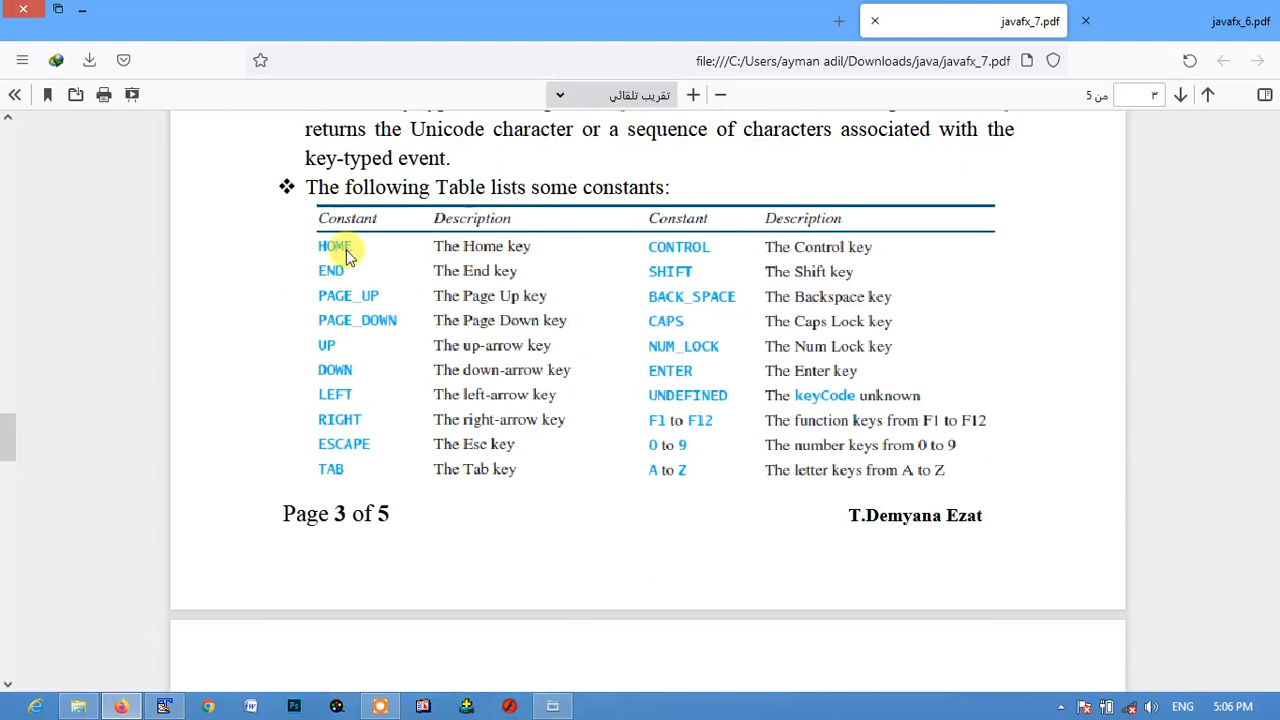 javafx_7.pdf
javafx_6.pdf
file:///C:/Users/ayman adil/Downloads/java/javafx_7.pdf
تقريب تلقائي
من 5
٣
returns the Unicode character or a sequence of characters associated with the
key-typed event.
❖ The following Table lists some constants:
Constant Description Constant Description
HOME The Home key CONTROL The Control key
END The End key SHIFT The Shift key
PAGE_UP The Page Up key BACK_SPACE The Backspace key
PAGE_DOWN The Page Down key CAPS The Caps Lock key
UP The up-arrow key NUM_LOCK The Num Lock key
DOWN The down-arrow key ENTER The Enter key
LEFT The left-arrow key UNDEFINED The keyCode unknown
RIGHT The right-arrow key F1 to F12 The function keys from F1 to F12
ESCAPE The Esc key 0 to 9 The number keys from 0 to 9
TAB The Tab key A to Z The letter keys from A to Z
Page 3 of 5 T.Demyana Ezat
ENG 5:06 PM